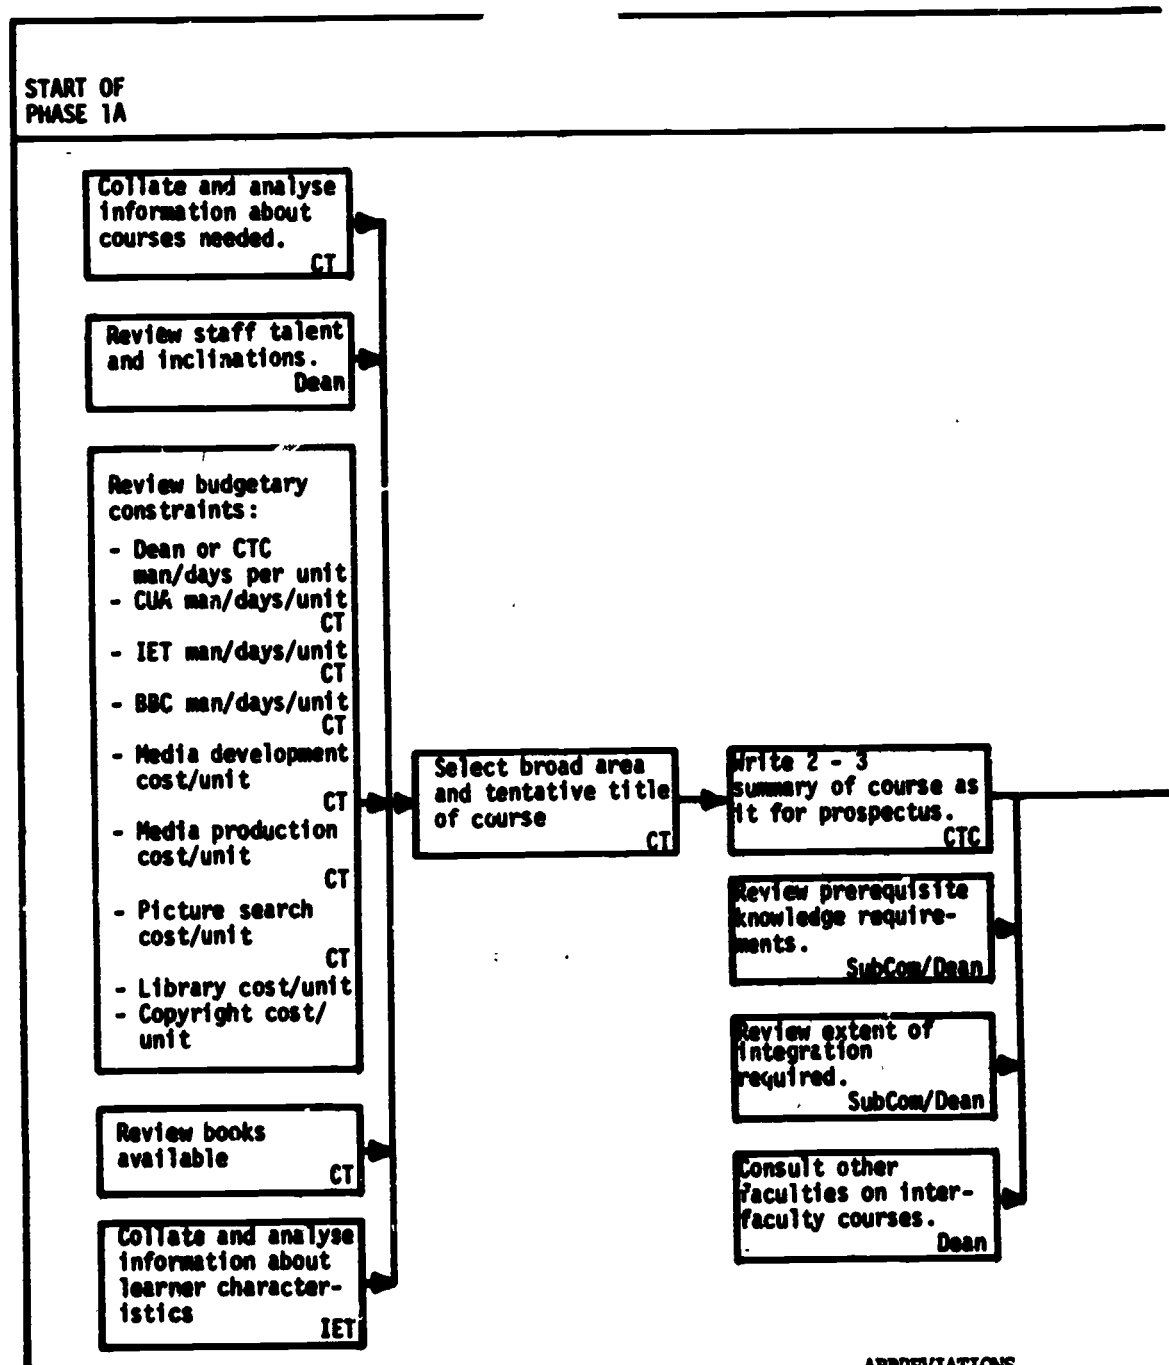 START OF
PHASE 1A
Collate and analyse
information about
courses needed.
CT
Review staff talent
and inclinations.
Dean
Review budgetary
constraints:
- Dean or CTC
man/days per unit
- CUA man/days/unit
CT
- IET man/days/unit
CT
- BBC man/days/unit
CT
- Media development
cost/unit
CT
- Media production
cost/unit
CT
- Picture search
cost/unit
CT
- Library cost/unit
- Copyright cost/
unit
Review books
available
CT
Collate and analyse
information about
learner character-
istics
IET
Select broad area
and tentative title
of course
CT
Write 2 - 3
summary of course as
it for prospectus.
CTC
Review prerequisite
knowledge require-
ments.
SubCom/Dean
Review extent of
integration
required.
SubCom/Dean
Consult other
faculties on inter-
faculty courses.
Dean
ABBREVIATIONS